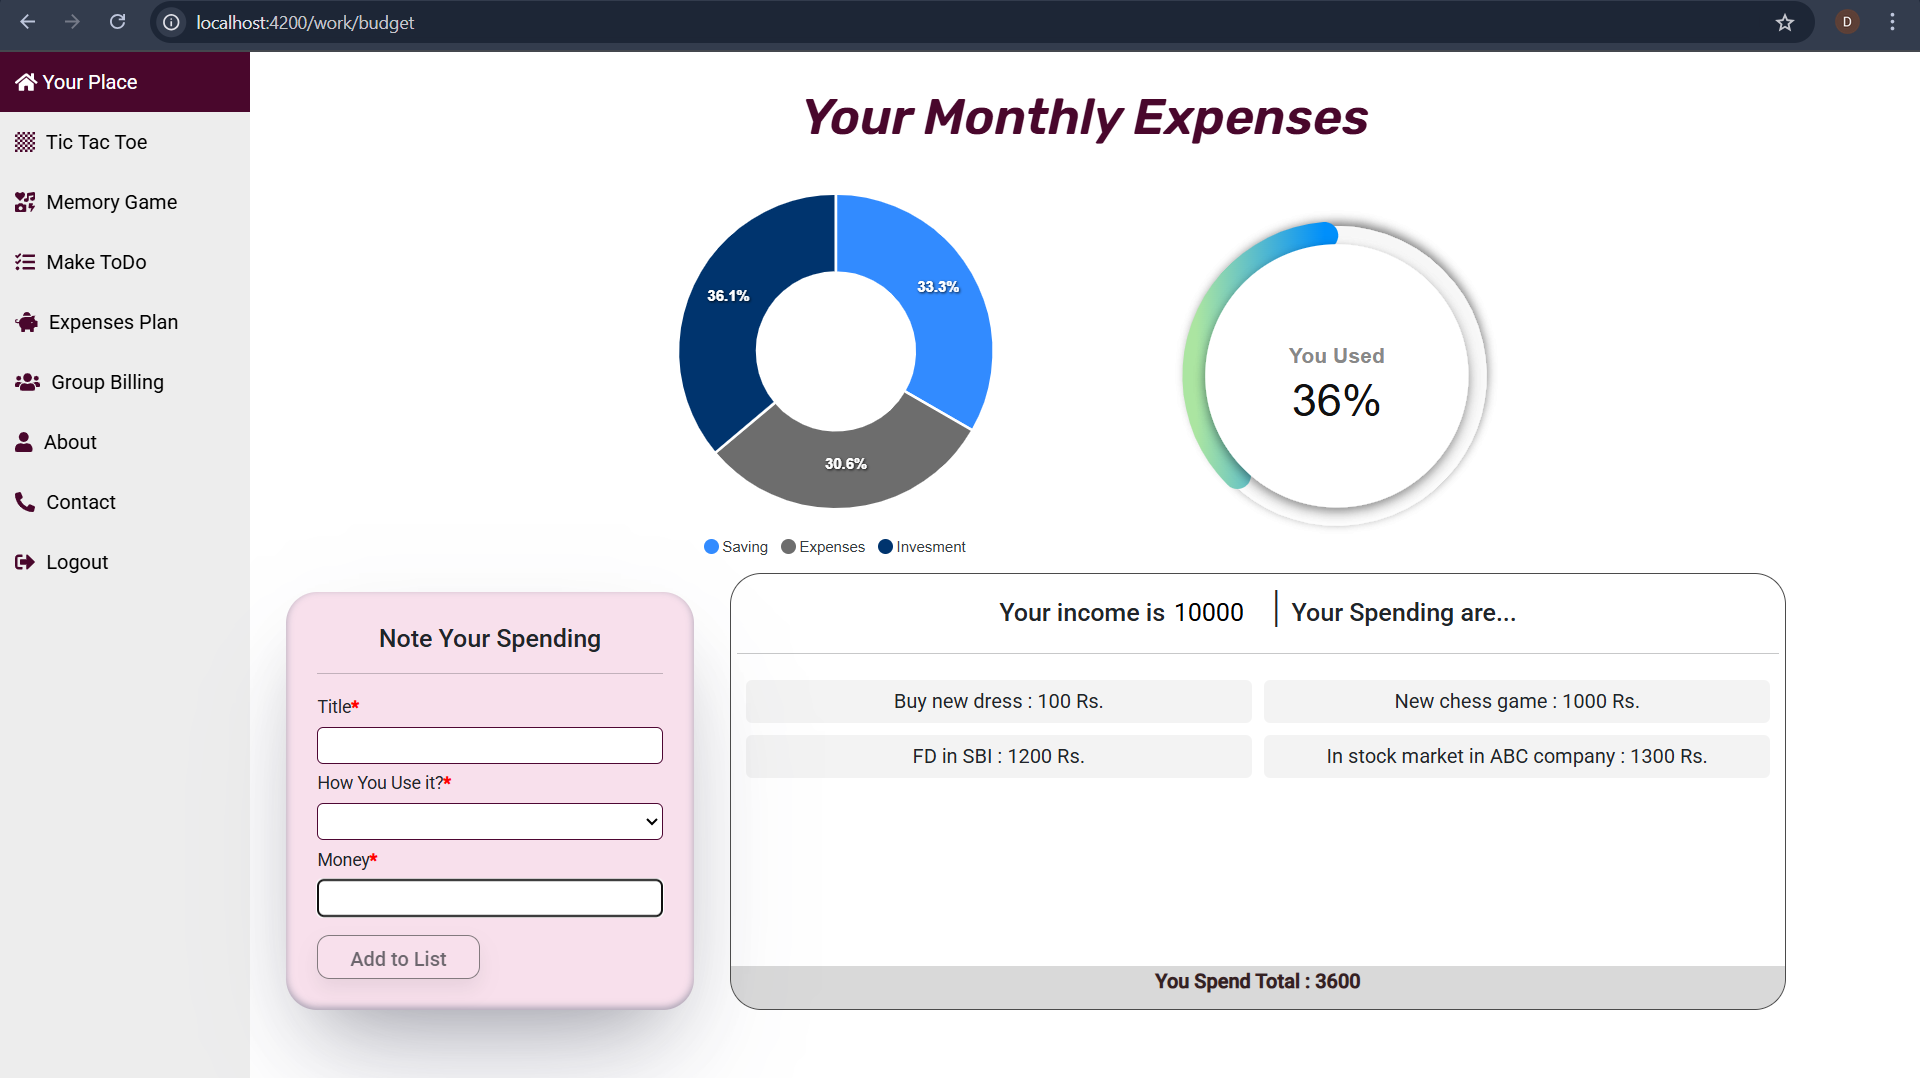 localhost:4200/work/budget
D
Your Place
Tic Tac Toe
Memory Game
Make ToDo
Expenses Plan
Group Billing
About
Contact
Logout
Your Monthly Expenses
36.1%
33.3%
30.6%
Saving Expenses Invesment
You Used
36%
Note Your Spending
Title*
How You Use it?*
Money*
Add to List
Your income is 10000 | Your Spending are...
Buy new dress : 100 Rs.
New chess game : 1000 Rs.
FD in SBI : 1200 Rs.
In stock market in ABC company : 1300 Rs.
You Spend Total : 3600